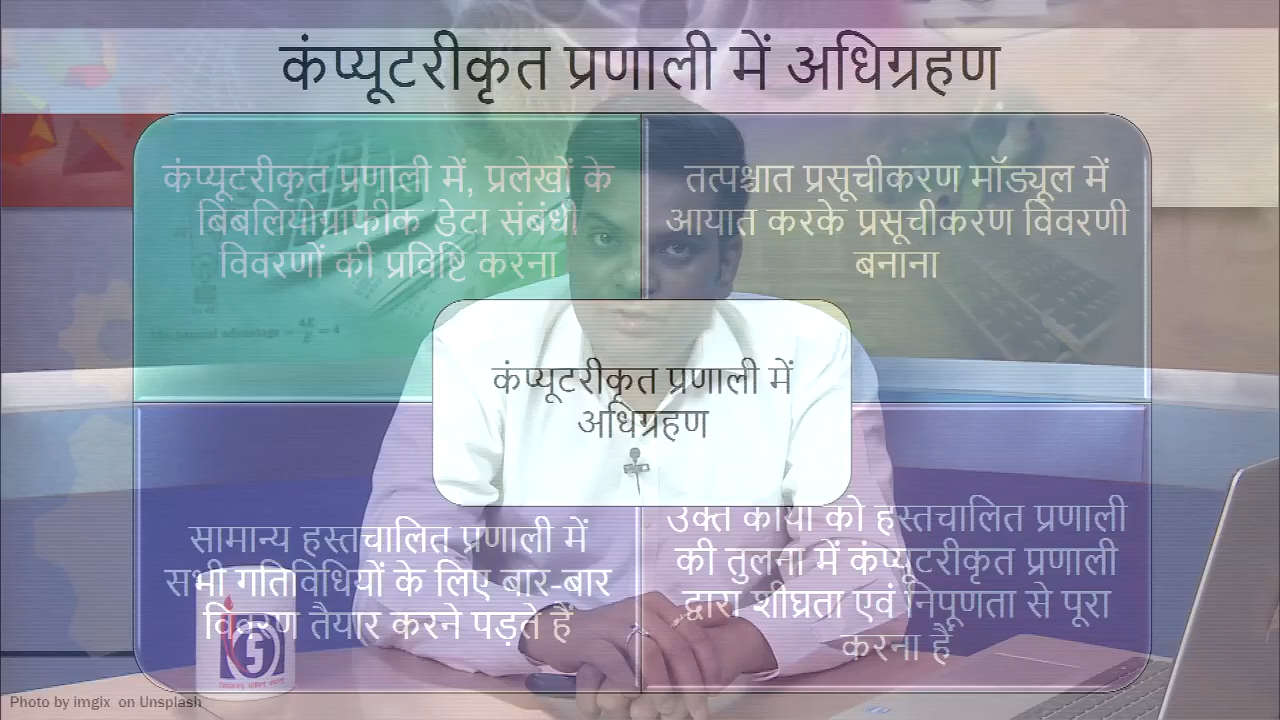 कंप्यूटरीकृत प्रणाली में अधिग्रहण
कंप्यूटरीकृत प्रणाली में, प्रलेखों के
बिबलियोग्राफीक डेटा संबंधी
विवरणों की प्रविष्टि करना
तत्पश्चात प्रसूचीकरण मॉड्यूल में
आयात करके प्रसूचीकरण विवरणी
बनाना
कंप्यूटरीकृत प्रणाली में
अधिग्रहण
सामान्य हस्तचालित प्रणाली में
सभी गतिविधियों के लिए बार-बार
विवरण तैयार करने पड़ते हैं
उक्त कार्यों को हस्तचालित प्रणाली
की तुलना में कंप्यूटरीकृत प्रणाली
द्वारा शीघ्रता एवं निपूणता से पूरा
करना हैं
Photo by imgix on Unsplash